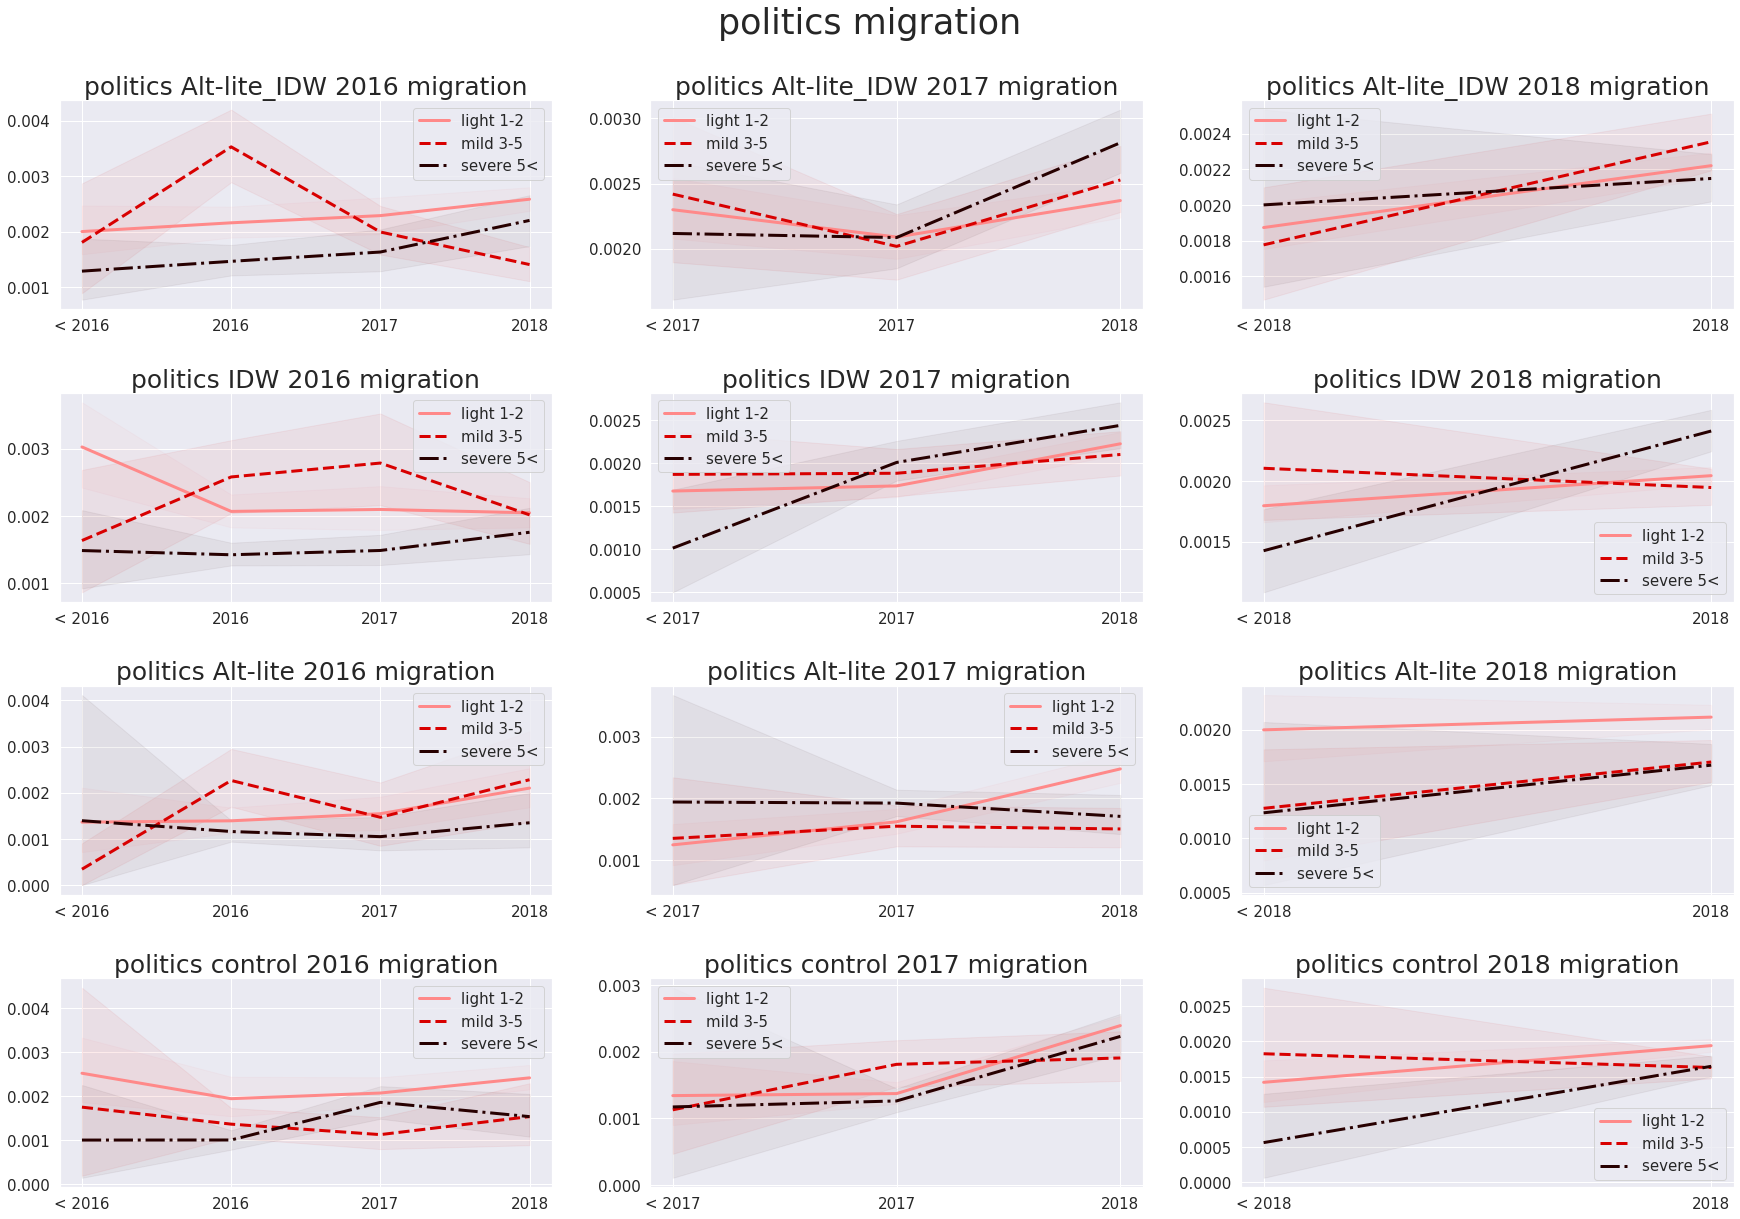 politics migration
politics Alt-lite_IDW 2016 migration
0.004
0.003
0.002
0.001
light 1-2
mild 3-5
severe 5<
< 2016
2016
2017
2018
politics Alt-lite_IDW 2017 migration
0.0030
0.0025
0.0020
light 1-2
mild 3-5
severe 5<
< 2017
2017
2018
politics Alt-lite_IDW 2018 migration
0.0024
0.0022
0.0020
0.0018
0.0016
light 1-2
mild 3-5
severe 5<
< 2018
2018
politics IDW 2016 migration
0.003
0.002
0.001
light 1-2
mild 3-5
severe 5<
< 2016
2016
2017
2018
politics IDW 2017 migration
0.0025
0.0020
0.0015
0.0010
0.0005
light 1-2
mild 3-5
severe 5<
< 2017
2017
2018
politics IDW 2018 migration
0.0025
0.0020
0.0015
light 1-2
mild 3-5
severe 5<
< 2018
2018
politics Alt-lite 2016 migration
0.004
0.003
0.002
0.001
0.000
light 1-2
mild 3-5
severe 5<
< 2016
2016
2017
2018
politics Alt-lite 2017 migration
0.003
0.002
0.001
light 1-2
mild 3-5
severe 5<
< 2017
2017
2018
politics Alt-lite 2018 migration
0.0020
0.0015
0.0010
0.0005
light 1-2
mild 3-5
severe 5<
< 2018
2018
politics control 2016 migration
0.004
0.003
0.002
0.001
0.000
light 1-2
mild 3-5
severe 5<
< 2016
2016
2017
2018
politics control 2017 migration
0.003
0.002
0.001
0.000
light 1-2
mild 3-5
severe 5<
< 2017
2017
2018
politics control 2018 migration
0.0025
0.0020
0.0015
0.0010
0.0005
0.0000
light 1-2
mild 3-5
severe 5<
< 2018
2018